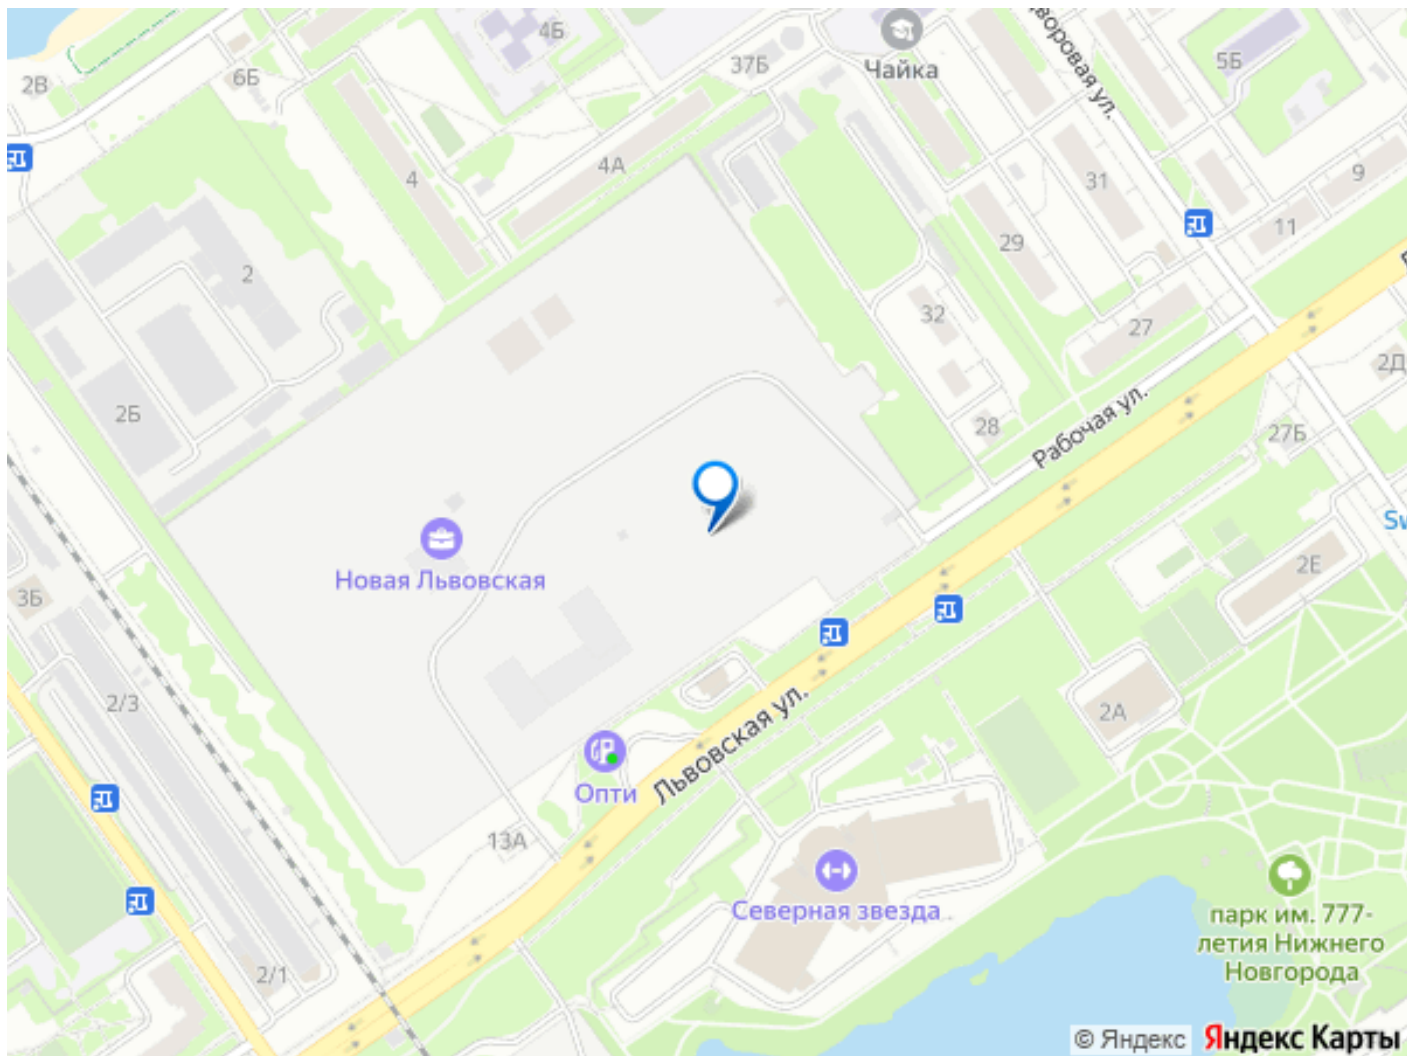 4Б
5Б
37Б
6Б
2В
Чайка
Дворовая ул.
4А
4
31
9
11
29
2
32
27
2Д
2Б
28
Рабочая ул.
27Б
2Е
Новая Львовская
3Б
2/3
2А
Львовская ул.
Опти
13А
Северная звезда
парк им. 777-
летия Нижнего
Новгорода
2/1
© Яндекс Яндекс Карты